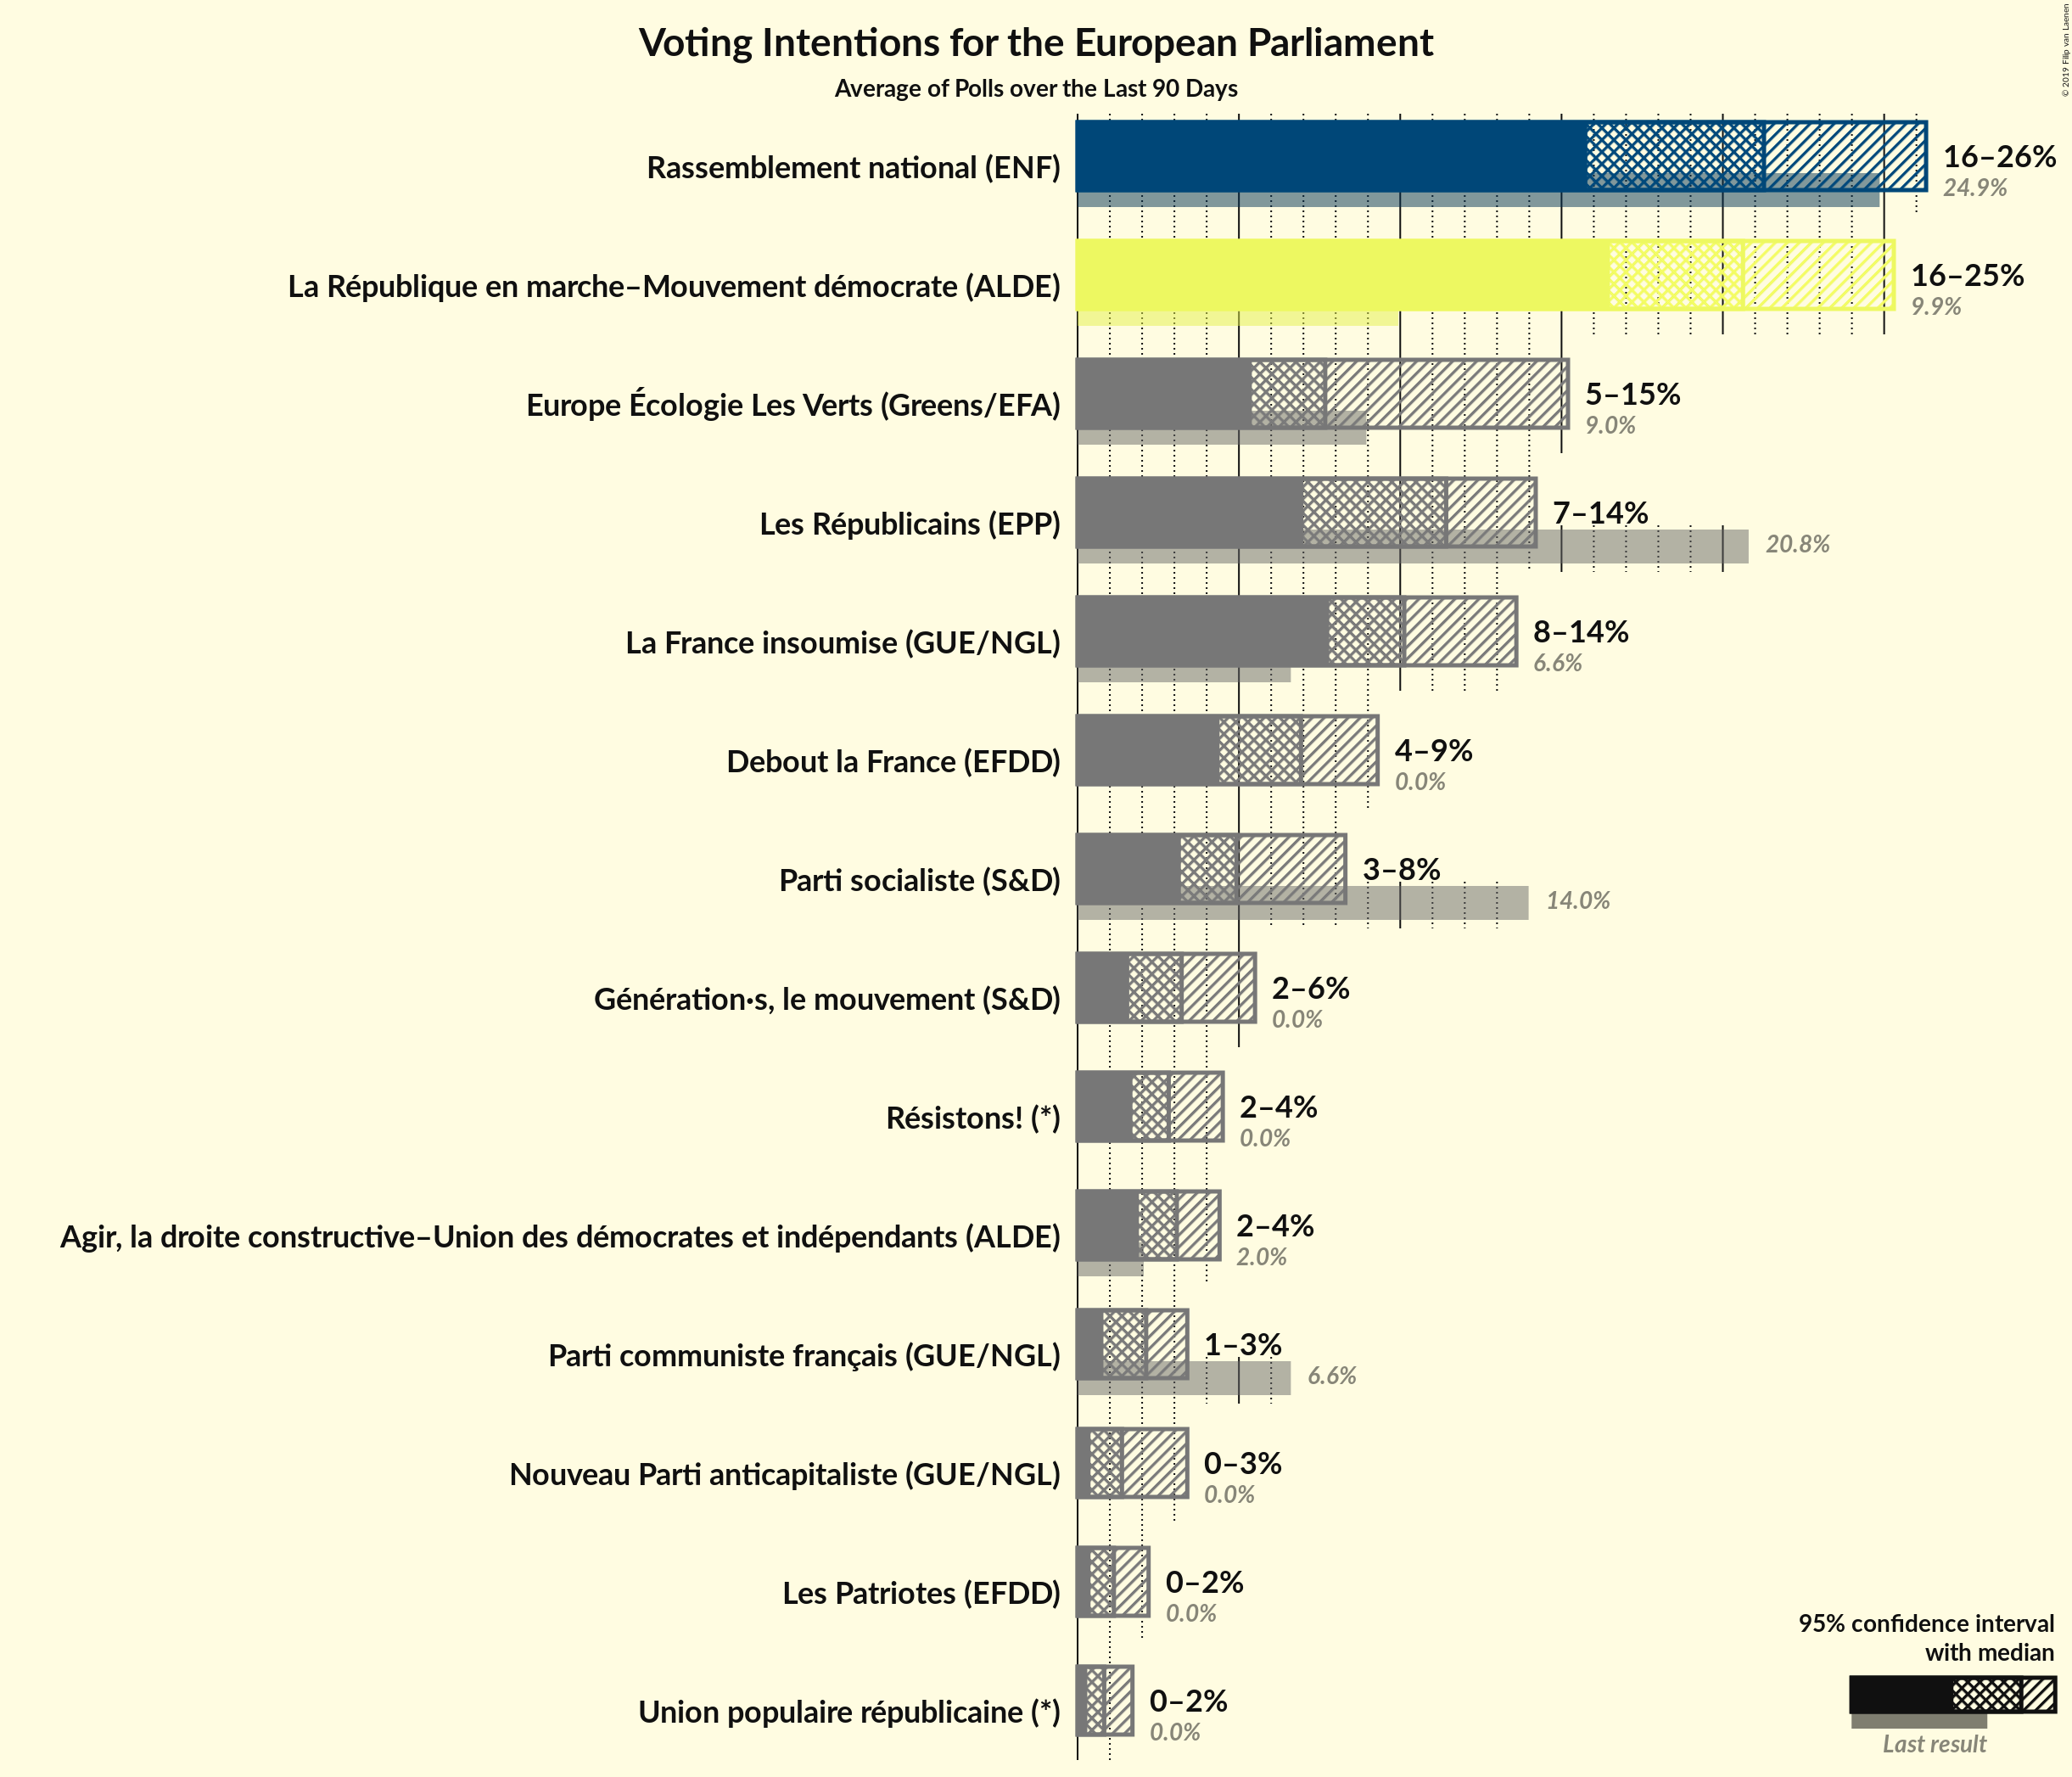 Voting Intentions for the European Parliament
Average of Polls over the Last 90 Days
© 2019 Filip van Laenen
Rassemblement national (ENF)
16–26%
24.9%
La République en marche–Mouvement démocrate (ALDE)
16–25%
9.9%
Europe Écologie Les Verts (Greens/EFA)
5–15%
9.0%
Les Républicains (EPP)
7–14%
20.8%
La France insoumise (GUE/NGL)
8–14%
6.6%
Debout la France (EFDD)
4–9%
0.0%
Parti socialiste (S&D)
3–8%
14.0%
Génération·s, le mouvement (S&D)
2–6%
0.0%
Résistons! (*)
2–4%
0.0%
Agir, la droite constructive–Union des démocrates et indépendants (ALDE)
2–4%
2.0%
Parti communiste français (GUE/NGL)
1–3%
6.6%
Nouveau Parti anticapitaliste (GUE/NGL)
0–3%
0.0%
Les Patriotes (EFDD)
0–2%
0.0%
Union populaire républicaine (*)
0–2%
0.0%
95% confidence interval
with median
Last result